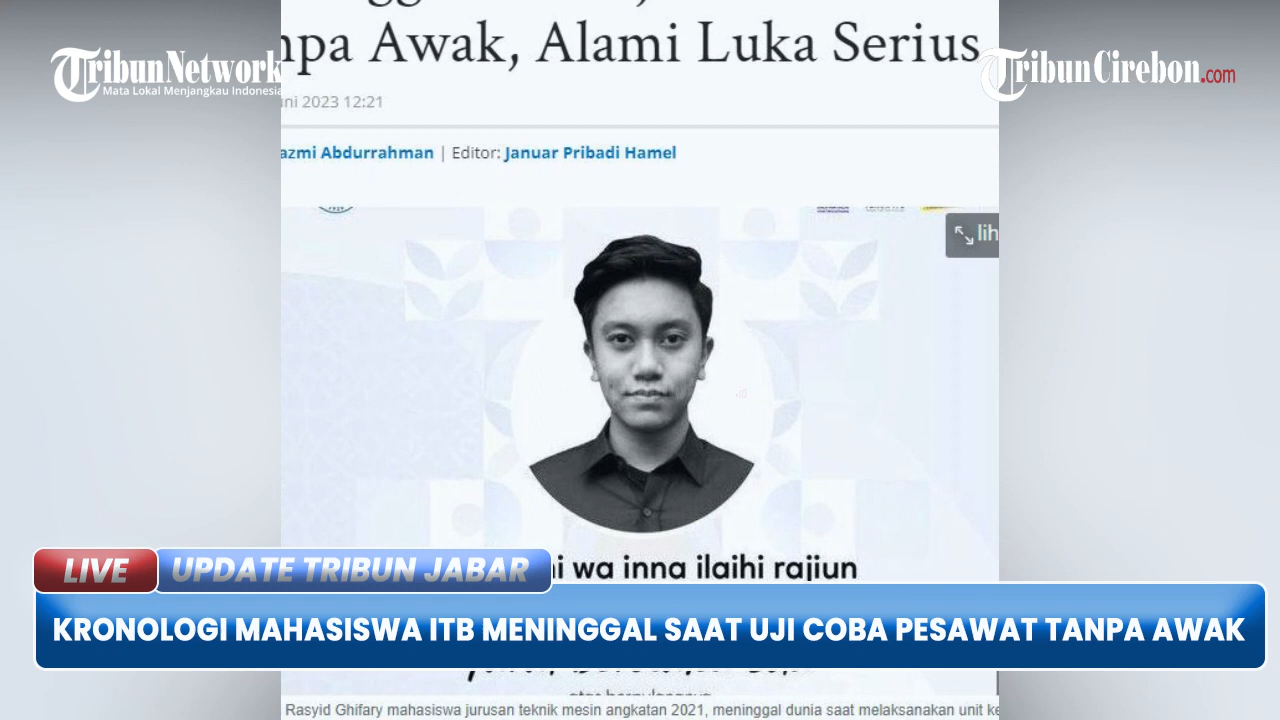 npa Awak, Alami Luka Serius
TribunNetwork
Mata Lokal Menjangkau Indonesia
TribunCirebon.com
uni 2023 12:21
azmi Abdurrahman | Editor: Januar Pribadi Hamel
lih
ni wa inna ilaihi rajiun
LIVE
UPDATE TRIBUN JABAR
KRONOLOGI MAHASISWA ITB MENINGGAL SAAT UJI COBA PESAWAT TANPA AWAK
Rasyid Ghifary mahasiswa jurusan teknik mesin angkatan 2021, meninggal dunia saat melaksanakan unit ke